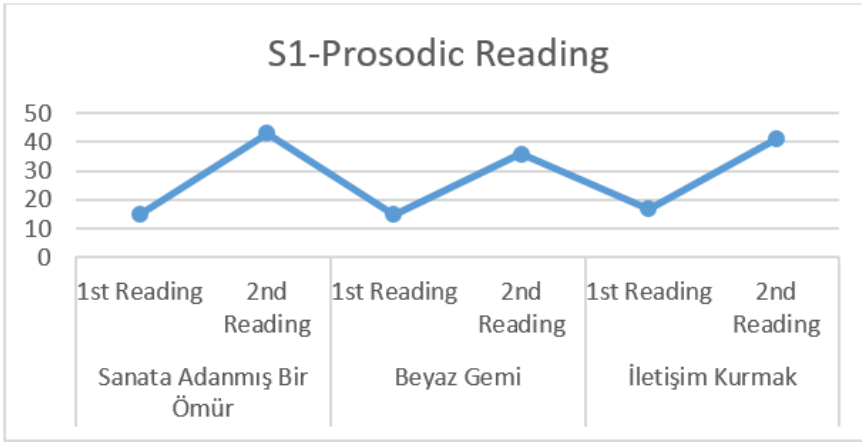 S1-Prosodic Reading
50
40
30
20
10
0
1st Reading
2nd
Reading
1st Reading
2nd
Reading
1st Reading
2nd
Reading
Sanata Adanmış Bir
Ömür
Beyaz Gemi
İletişim Kurmak